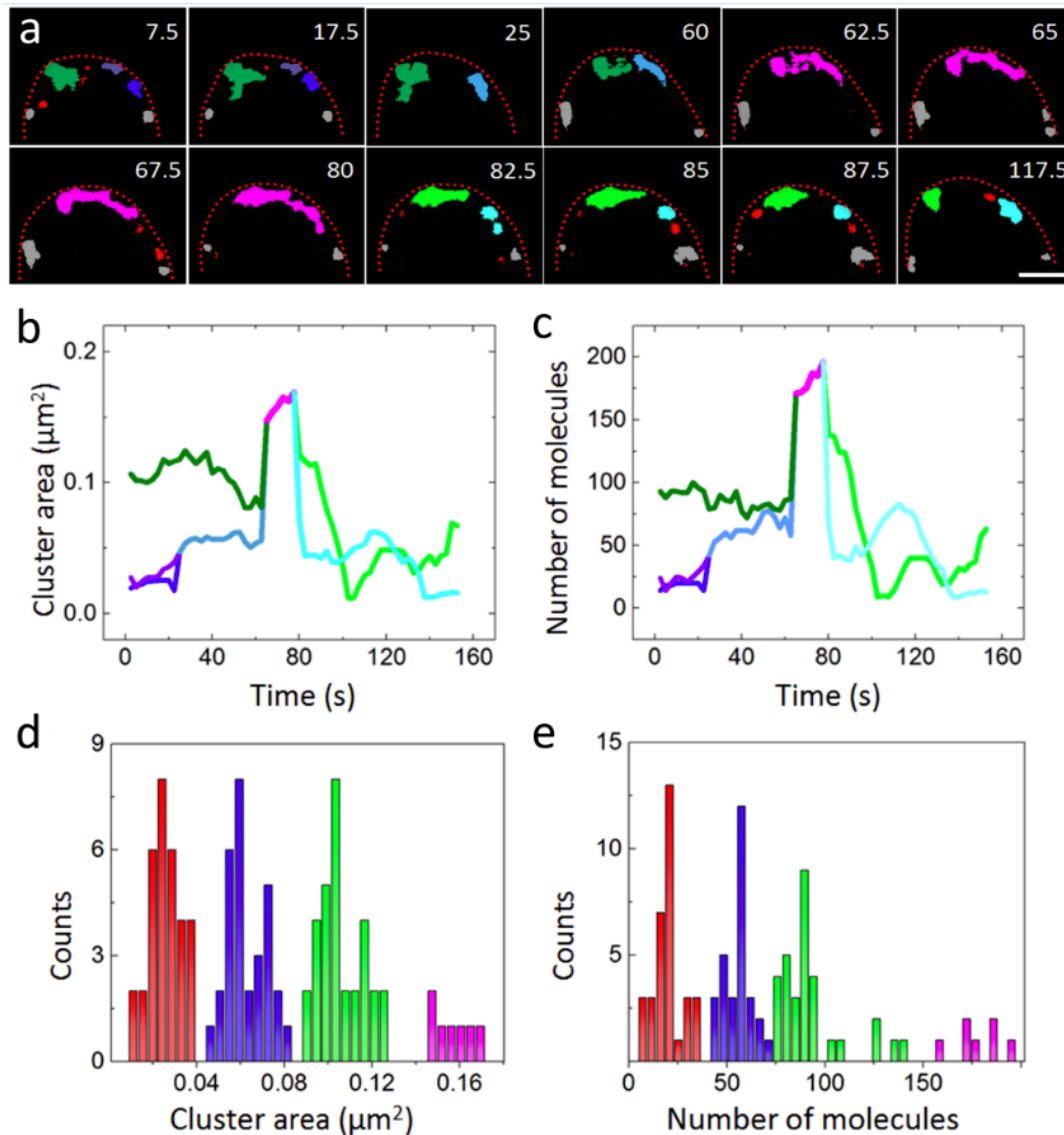 a
7.5 17.5 25 60 62.5 65
67.5 80 82.5 85 87.5 117.5
b
Cluster area (µm²)
0.2
0.1
0.0
0 40 80 120 160
Time (s)
c
Number of molecules
200
150
100
50
0
0 40 80 120 160
Time (s)
d
Counts
9
6
3
0
0.04 0.08 0.12 0.16
Cluster area (µm²)
e
Counts
15
10
5
0 50 100 150
Number of molecules